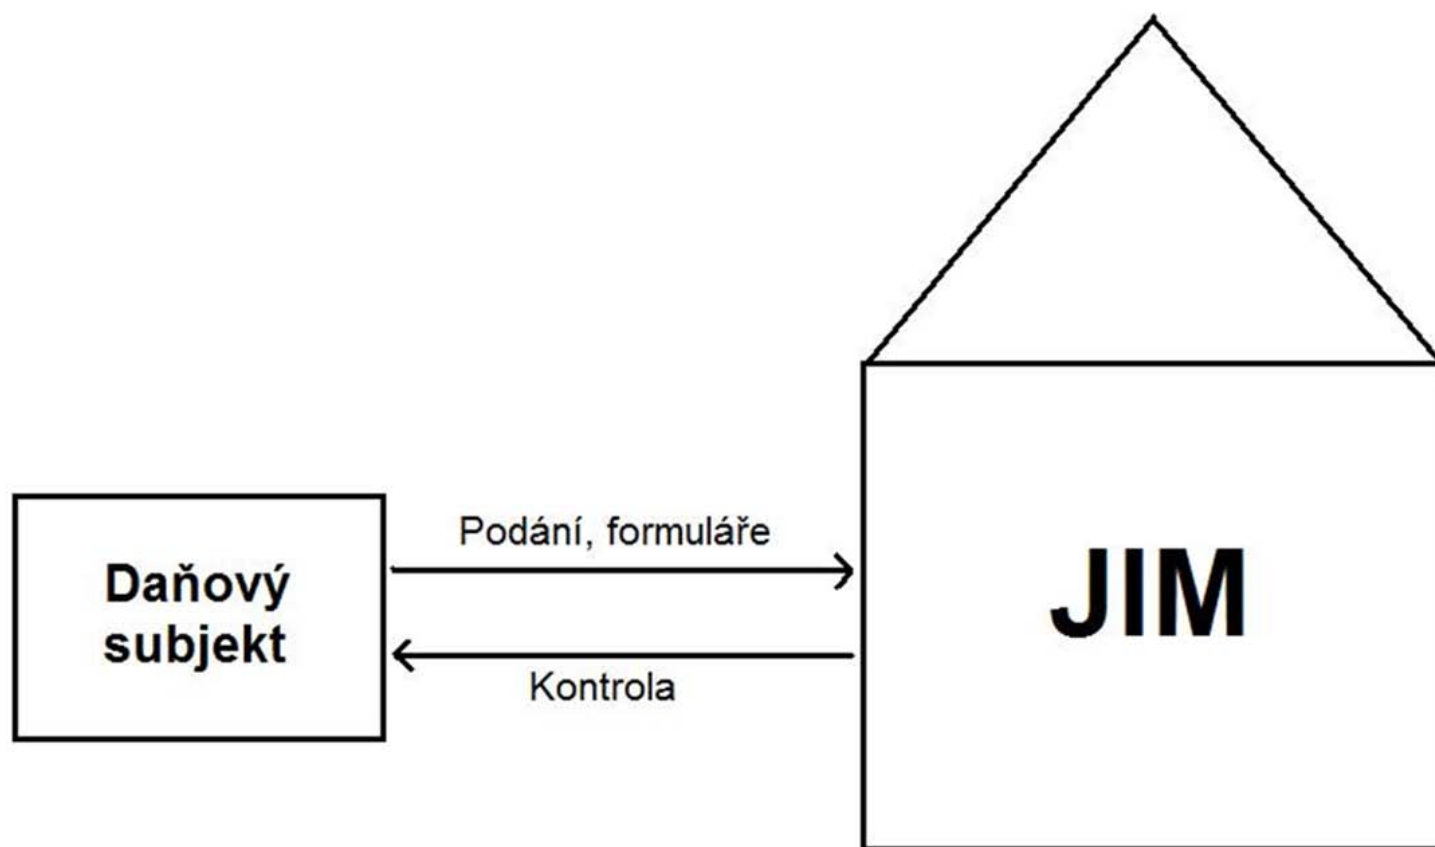 Podání, formuláře
Daňový
subjekt
JIM
Kontrola